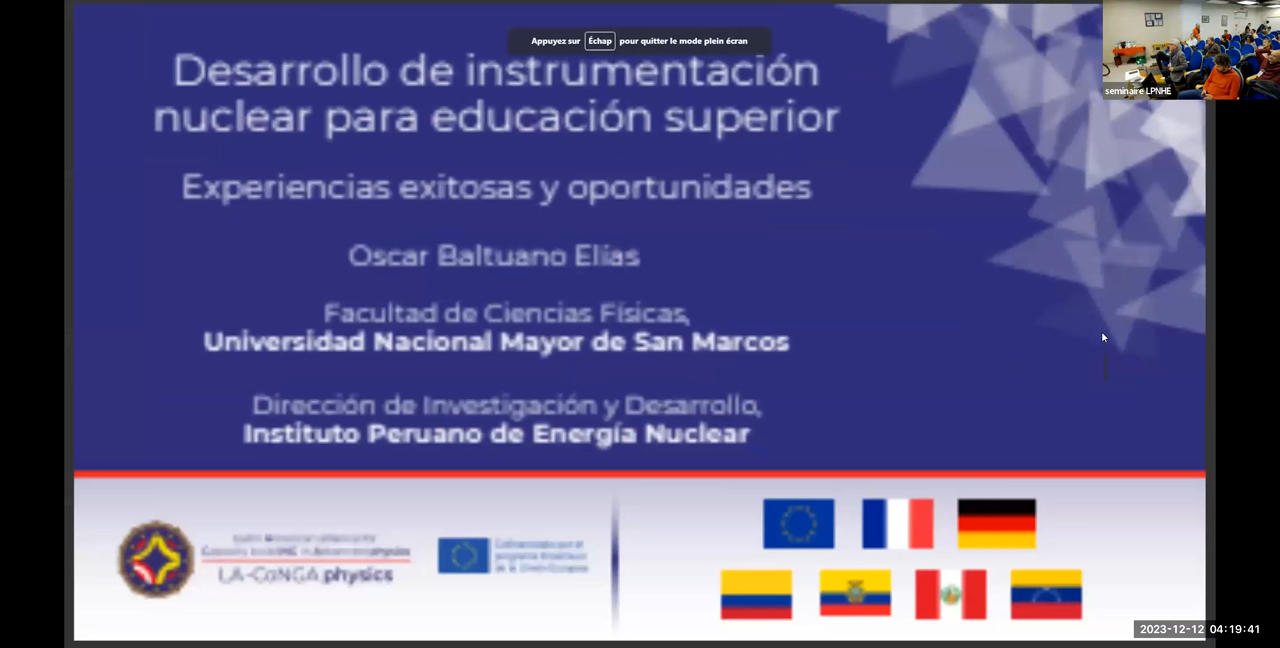 Appuyez sur Échap pour quitter le mode plein écran
Desarrollo de instrumentación
nuclear para educación superior
Experiencias exitosas y oportunidades
Oscar Baltuano Elías
Facultad de Ciencias Físicas,
Universidad Nacional Mayor de San Marcos
Dirección de Investigación y Desarrollo,
Instituto Peruano de Energía Nuclear
LA-CoNGA physics
seminaire LPNHE
2023-12-12 04:19:41